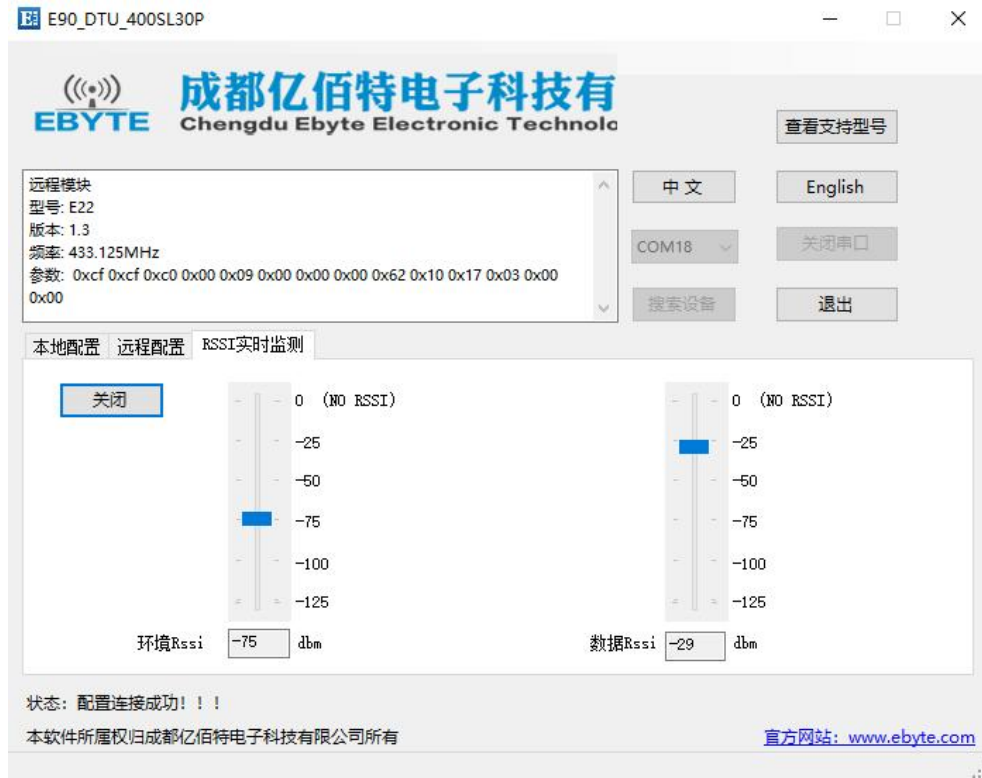 E90_DTU_400SL30P
EBYTE
成都亿佰特电子科技有
Chengdu Ebyte Electronic Technolo
查看支持型号
远程模块
型号: E22
版本: 1.3
频率: 433.125MHz
参数: 0xcf 0xcf 0xc0 0x00 0x09 0x00 0x00 0x00 0x62 0x10 0x17 0x03 0x00
0x00
中文
English
COM18
关闭串口
搜索设备
退出
本地配置 远程配置 RSSI实时监测
关闭
0 (NO RSSI)
-25
-50
-75
-100
-125
环境Rssi -75 dbm
0 (NO RSSI)
-25
-50
-75
-100
-125
数据Rssi -29 dbm
状态：配置连接成功！！！
本软件所属权归成都亿佰特电子科技有限公司所有
官方网站：www.ebyte.com